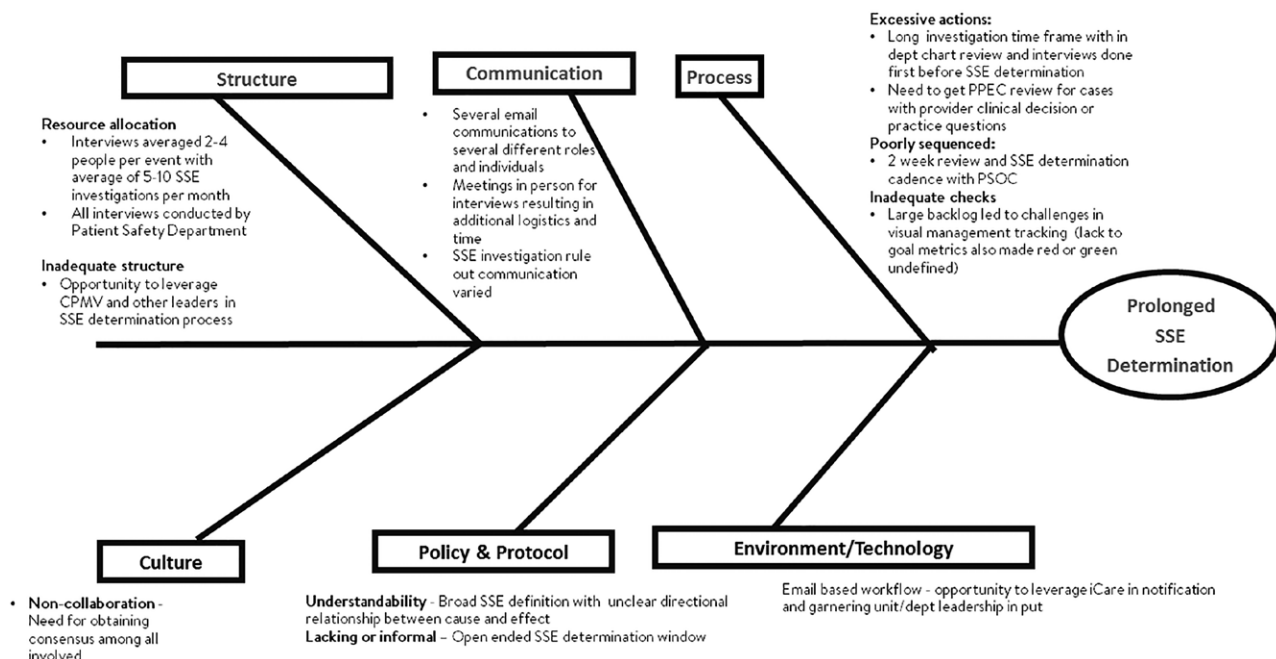 Structure
Resource allocation
• Interviews averaged 2-4
people per event with
average of 5-10 SSE
investigations per month
• All interviews conducted by
Patient Safety Department
Inadequate structure
• Opportunity to leverage
CPMV and other leaders in
SSE determination process
Communication
• Several email
communications to
several different roles
and individuals
• Meetings in person for
interviews resulting in
additional logistics and
time
• SSE investigation rule
out communication
varied
Process
Excessive actions:
• Long investigation time frame with in
dept chart review and interviews done
first before SSE determination
• Need to get PPEC review for cases
with provider clinical decision or
practice questions
Poorly sequenced:
• 2 week review and SSE determination
cadence with PSOC
Inadequate checks
• Large backlog led to challenges in
visual management tracking (lack to
goal metrics also made red or green
undefined)
Prolonged
SSE
Determination
Culture
• Non-collaboration -
Need for obtaining
consensus among all
involved
Policy & Protocol
Understandability - Broad SSE definition with unclear directional
relationship between cause and effect
Lacking or informal – Open ended SSE determination window
Environment/Technology
Email based workflow - opportunity to leverage iCare in notification
and garnering unit/dept leadership in put